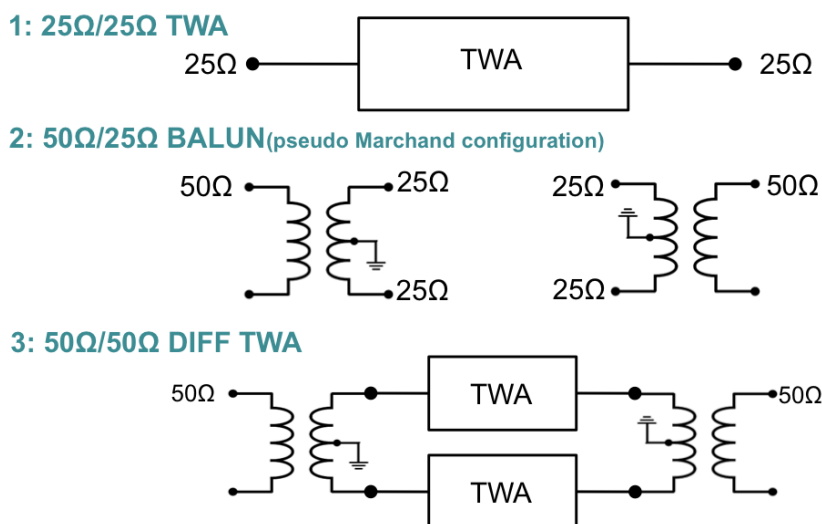 1: 25Ω/25Ω TWA
25Ω TWA 25Ω
2: 50Ω/25Ω BALUN(pseudo Marchand configuration)
50Ω 25Ω 25Ω 50Ω
25Ω 25Ω
3: 50Ω/50Ω DIFF TWA
50Ω TWA 50Ω
TWA